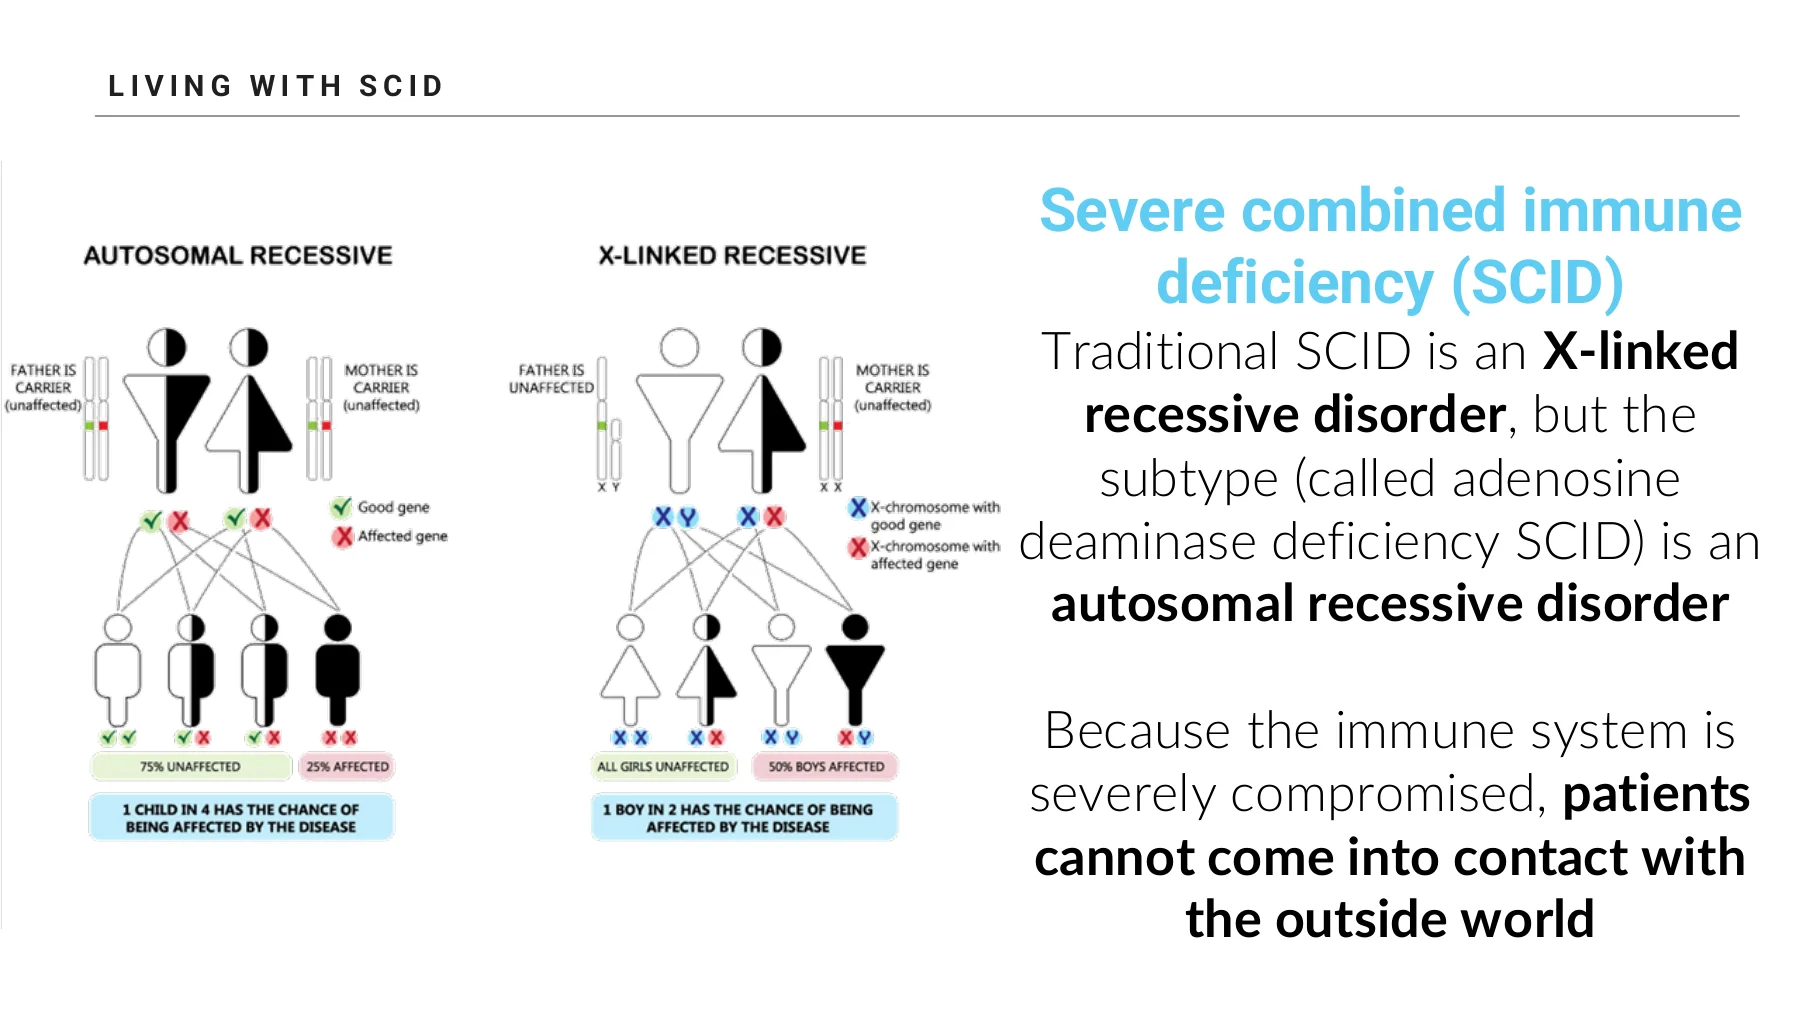 LIVING WITH SCID
AUTOSOMAL RECESSIVE
FATHER IS
CARRIER
(unaffected)
MOTHER IS
CARRIER
(unaffected)
Good gene
Affected gene
75% UNAFFECTED
25% AFFECTED
1 CHILD IN 4 HAS THE CHANCE OF
BEING AFFECTED BY THE DISEASE
X-LINKED RECESSIVE
FATHER IS
UNAFFECTED
X Y
MOTHER IS
CARRIER
(unaffected)
X X
X Y
X X
X X-chromosome with
good gene
X X-chromosome with
affected gene
X X
X X
X Y
X Y
ALL GIRLS UNAFFECTED
50% BOYS AFFECTED
1 BOY IN 2 HAS THE CHANCE OF BEING
AFFECTED BY THE DISEASE
Severe combined immune
deficiency (SCID)
Traditional SCID is an X-linked
recessive disorder, but the
subtype (called adenosine
deaminase deficiency SCID) is an
autosomal recessive disorder
Because the immune system is
severely compromised, patients
cannot come into contact with
the outside world